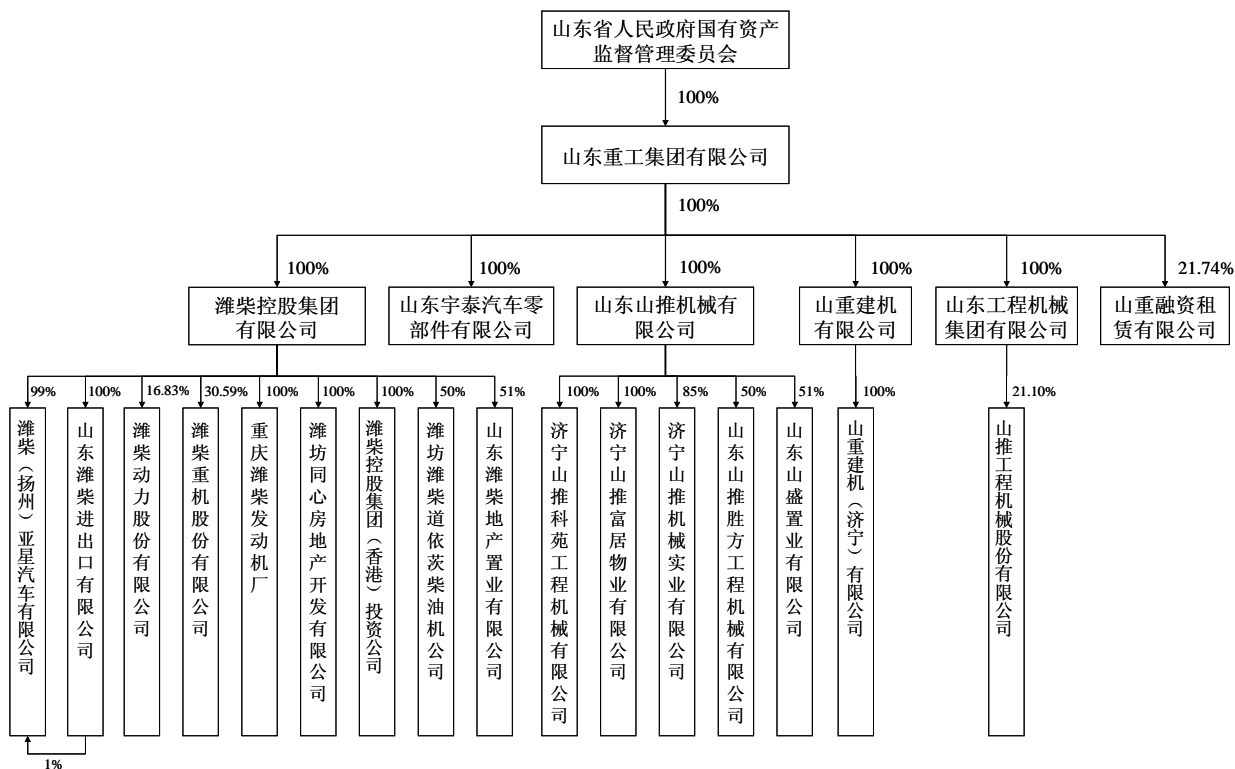 山东省人民政府国有资产
监督管理委员会
100%
山东重工集团有限公司
100%
100%
100%
100%
100%
100%
21.74%
潍柴控股集团
有限公司
山东宇泰汽车零
部件有限公司
山东山推机械有
限公司
山重建机
有限公司
山东工程机械
集团有限公司
山重融资租
赁有限公司
99%
100%
16.83%
30.59%
100%
100%
100%
50%
51%
100%
100%
85%
50%
51%
100%
21.10%
潍柴（扬州）亚星汽车有限公司
山东潍柴进出口有限公司
潍柴动力股份有限公司
潍柴重机股份有限公司
重庆潍柴发动机厂
潍坊同心房地产开发有限公司
潍柴控股集团（香港）投资公司
潍坊潍柴道依茨柴油机公司
山东潍柴地产置业有限公司
济宁山推科苑工程机械有限公司
济宁山推富居物业有限公司
济宁山推机械实业有限公司
山东山推胜方工程机械有限公司
山东山盛置业有限公司
山重建机（济宁）有限公司
山推工程机械股份有限公司
1%